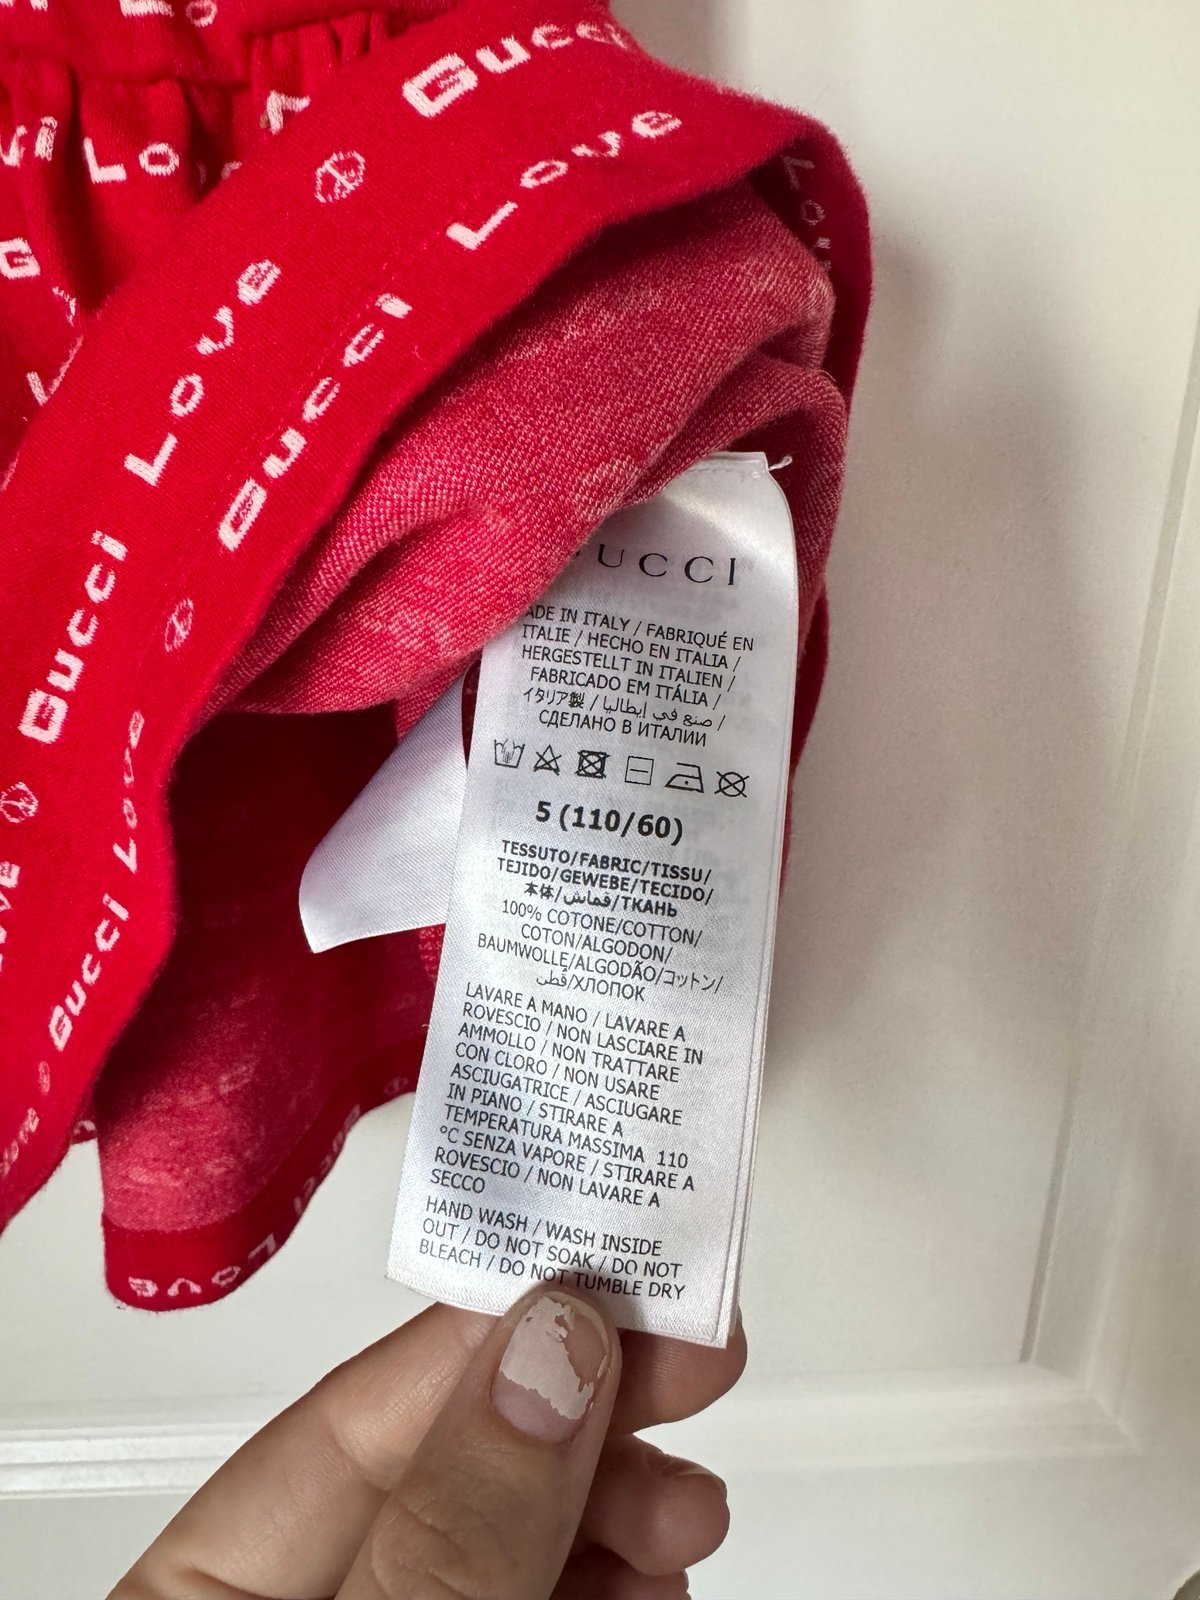 Gucci
Love
Love
Gucci
Love
Gucci
Gucci
Love
Gucci
Love
UCCI
ADE IN ITALY / FABRIQUÉ EN
ITALIE / HECHO EN ITALIA /
HERGESTELLT IN ITALIEN /
FABRICADO EM ITÁLIA /
イタリア製 / صنع في إيطاليا /
СДЕЛАНО В ИТАЛИИ
5 (110/60)
TESSUTO/FABRIC/TISSU/
TEJIDO/GEWEBE/TECIDO/
本体/قماش/ТКАНЬ
100% COTONE/COTTON/
COTON/ALGODON/
BAUMWOLLE/ALGODÃO/コットン/
قطن/ХЛОПОК
LAVARE A MANO / LAVARE A
ROVESCIO / NON LASCIARE IN
AMMOLLO / NON TRATTARE
CON CLORO / NON USARE
ASCIUGATRICE / ASCIUGARE
IN PIANO / STIRARE A
TEMPERATURA MASSIMA 110
°C SENZA VAPORE / STIRARE A
ROVESCIO / NON LAVARE A
SECCO
HAND WASH / WASH INSIDE
OUT / DO NOT SOAK / DO NOT
BLEACH / DO NOT TUMBLE DRY